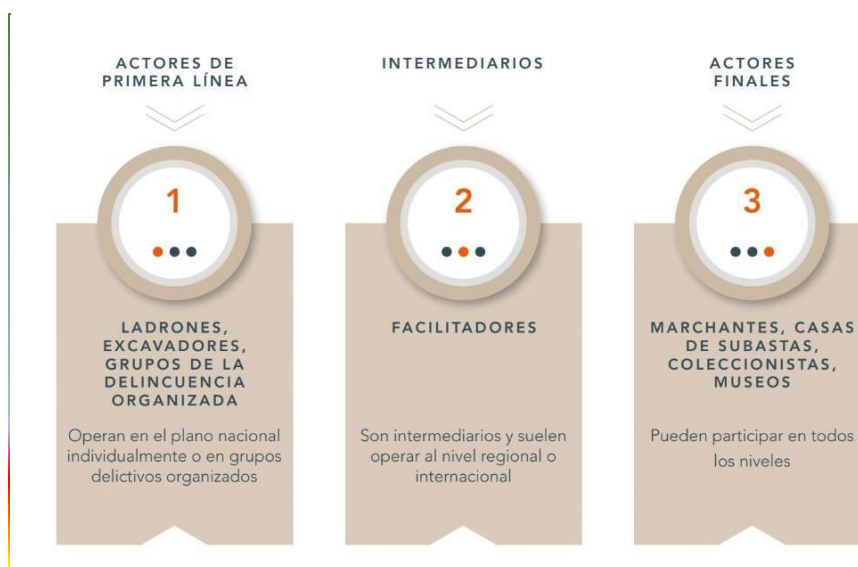 ACTORES DE
PRIMERA LÍNEA
1
LADRONES,
EXCAVADORES,
GRUPOS DE LA
DELINCUENCIA
ORGANIZADA
Operan en el plano nacional
individualmente o en grupos
delictivos organizados
INTERMEDIARIOS
2
FACILITADORES
Son intermediarios y suelen
operar al nivel regional o
internacional
ACTORES
FINALES
3
MARCHANTES, CASAS
DE SUBASTAS,
COLECCIONISTAS,
MUSEOS
Pueden participar en todos
los niveles